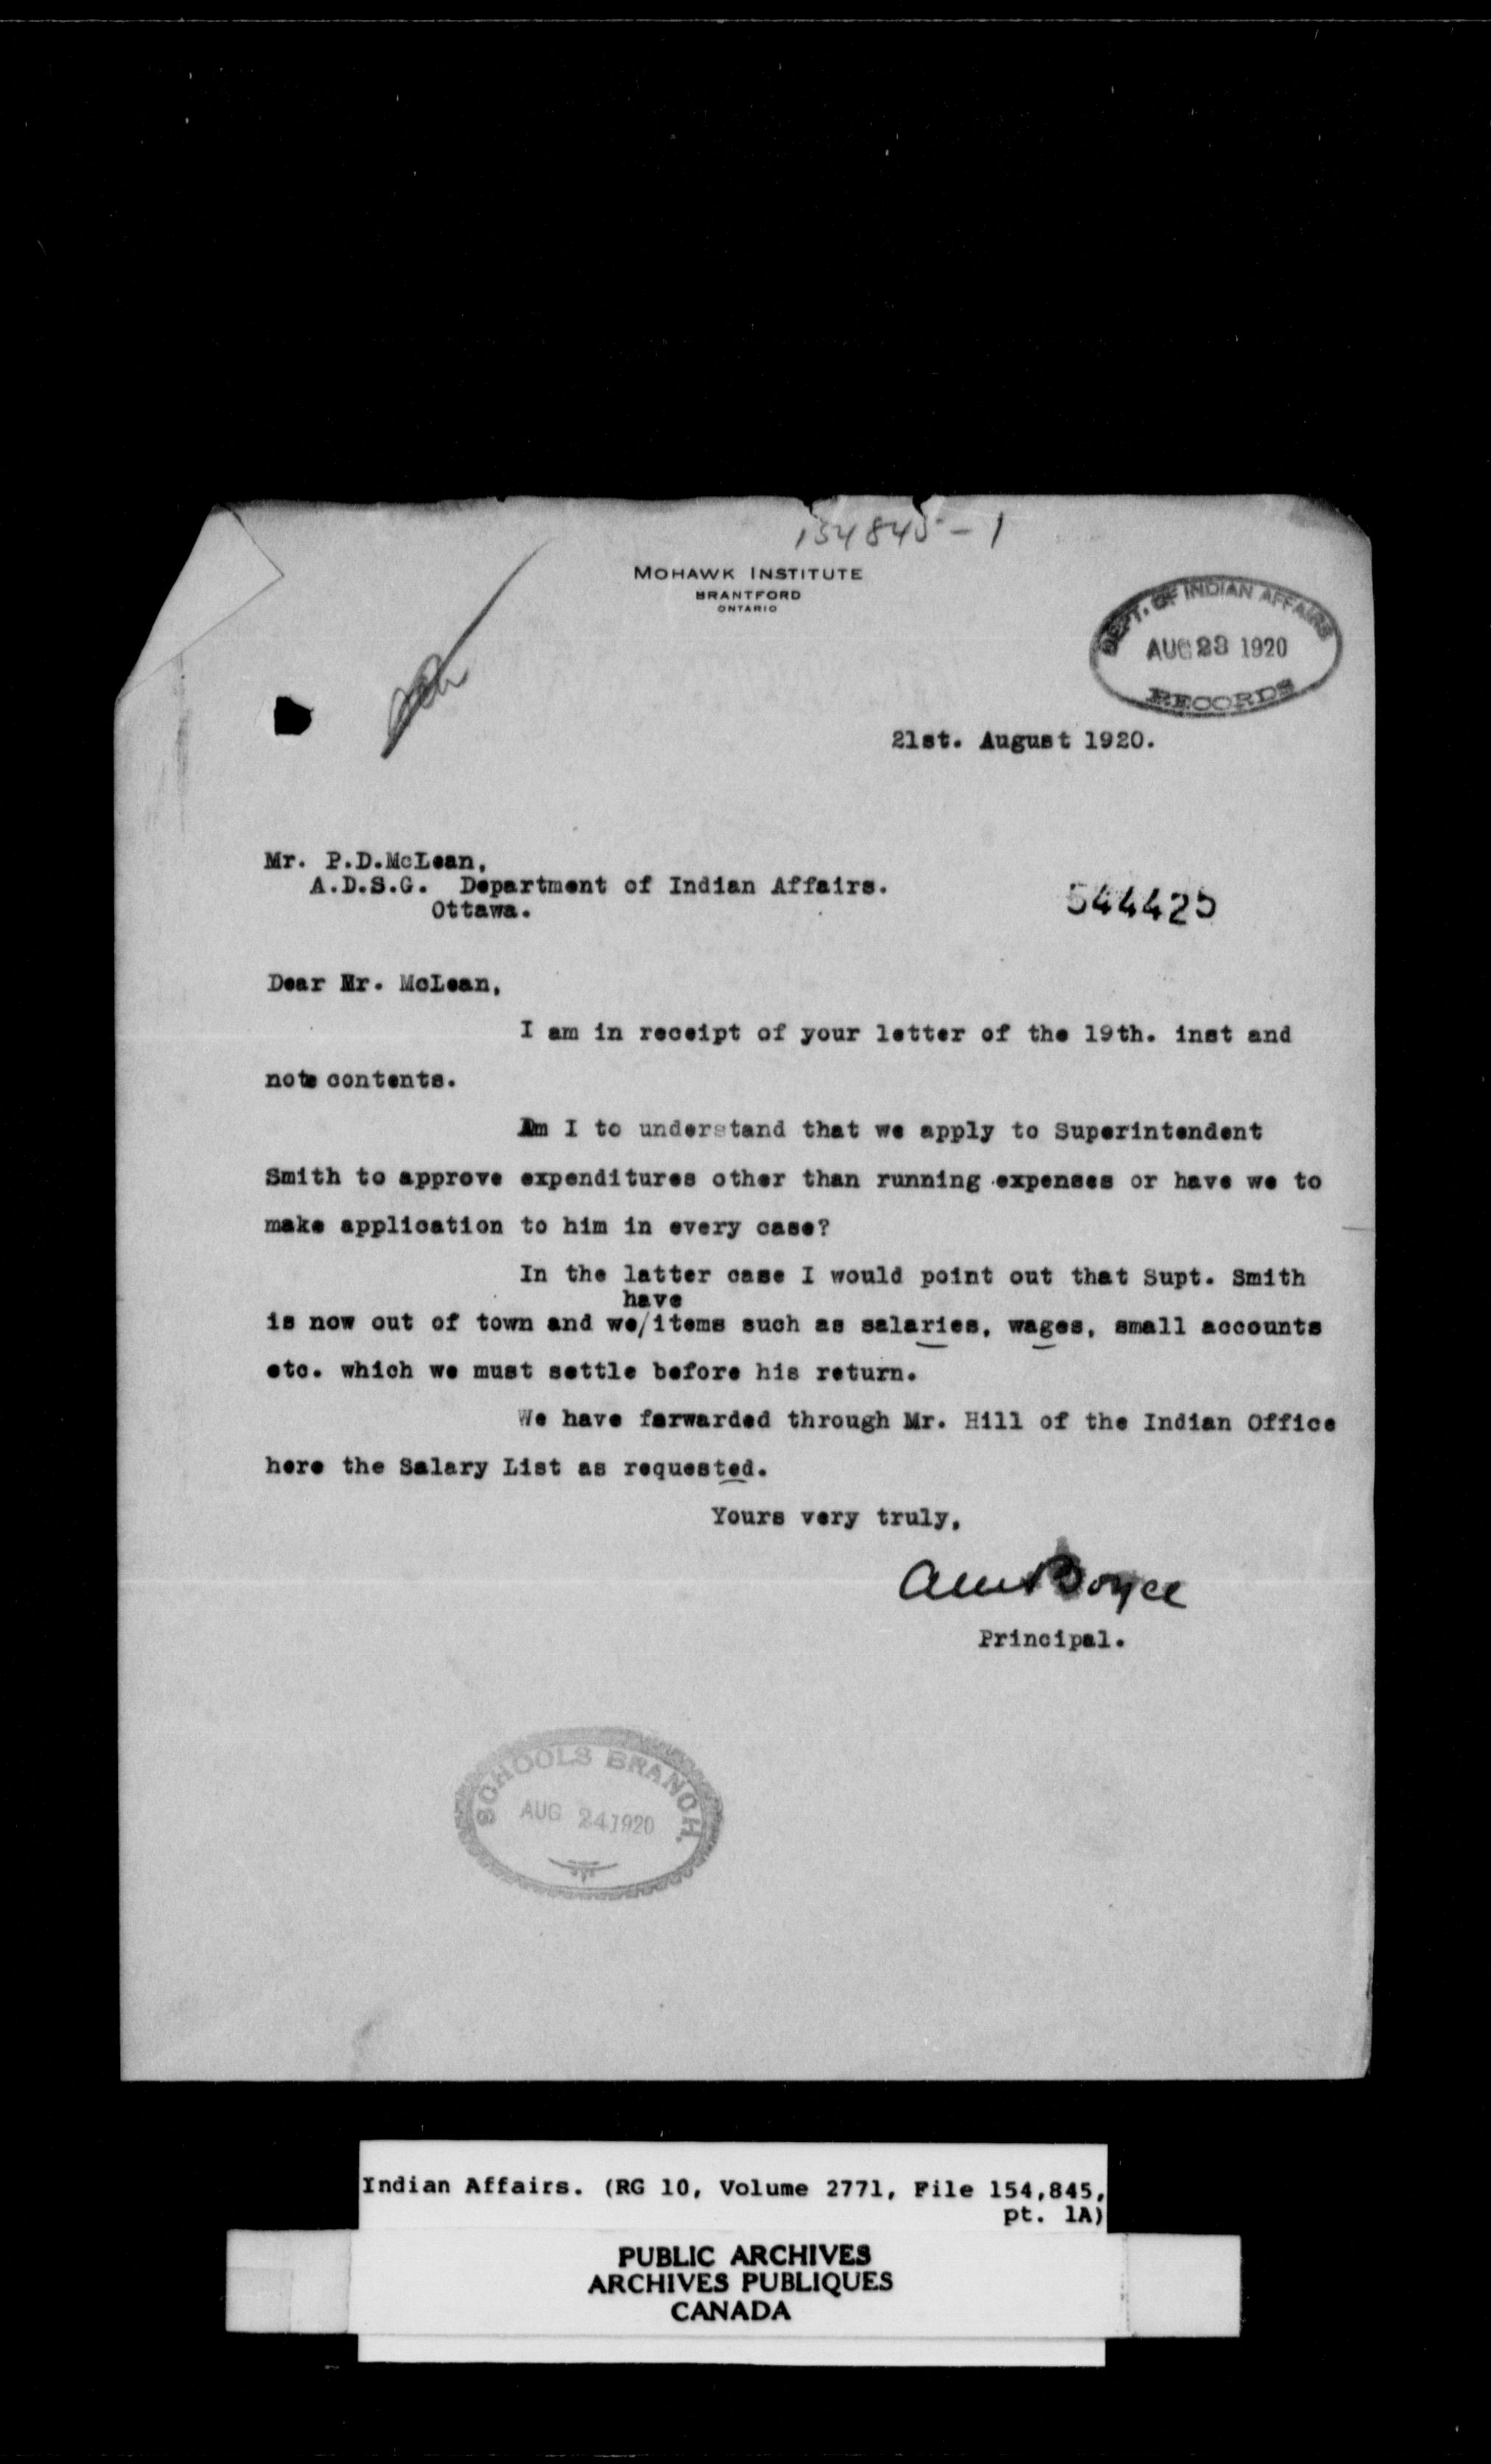 154845-1
MOHAWK INSTITUTE
BRANTFORD
ONTARIO
DEPT. OF INDIAN AFFAIRS
AUG 23 1920
RECORDS
21st. August 1920.
Mr. P.D.McLean,
A.D.S.G. Department of Indian Affairs.
Ottawa.
544425
Dear Mr. McLean,
I am in receipt of your letter of the 19th. inst and
note contents.
Am I to understand that we apply to Superintendent
Smith to approve expenditures other than running expenses or have we to
make application to him in every case?
In the latter case I would point out that Supt. Smith
have
is now out of town and we/items such as salaries, wages, small accounts
etc. which we must settle before his return.
We have farwarded through Mr. Hill of the Indian Office
here the Salary List as requested.
Yours very truly,
Boyce
Principal.
SCHOOLS BRANCH.
AUG 24 1920
Indian Affairs. (RG 10, Volume 2771, File 154,845,
pt. 1A)
PUBLIC ARCHIVES
ARCHIVES PUBLIQUES
CANADA